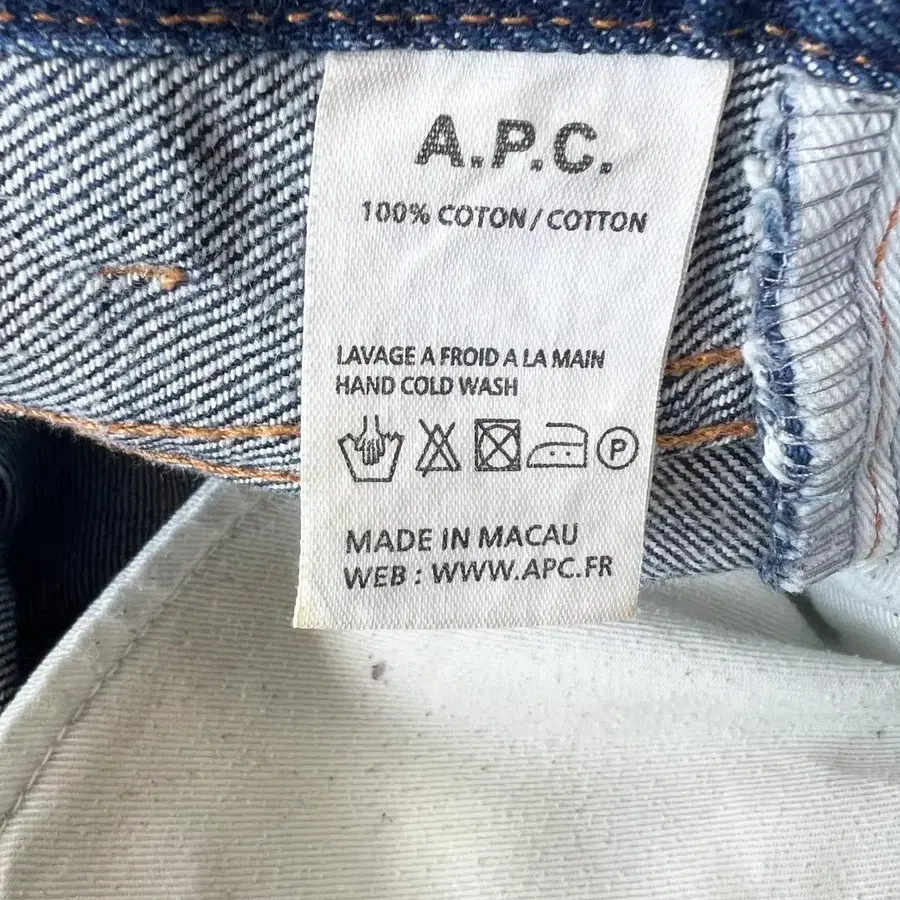 A.P.C.
100% COTON / COTTON
LAVAGE A FROID A LA MAIN
HAND COLD WASH
P
MADE IN MACAU
WEB : WWW.APC.FR